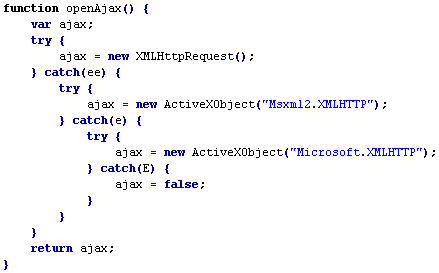 function openAjax() {
    var ajax;
    try {
        ajax = new XMLHttpRequest();
    } catch(ee) {
        try {
            ajax = new ActiveXObject("Msxml2.XMLHTTP");
        } catch(e) {
            try {
                ajax = new ActiveXObject("Microsoft.XMLHTTP");
            } catch(E) {
                ajax = false;
            }
        }
    }
    return ajax;
}